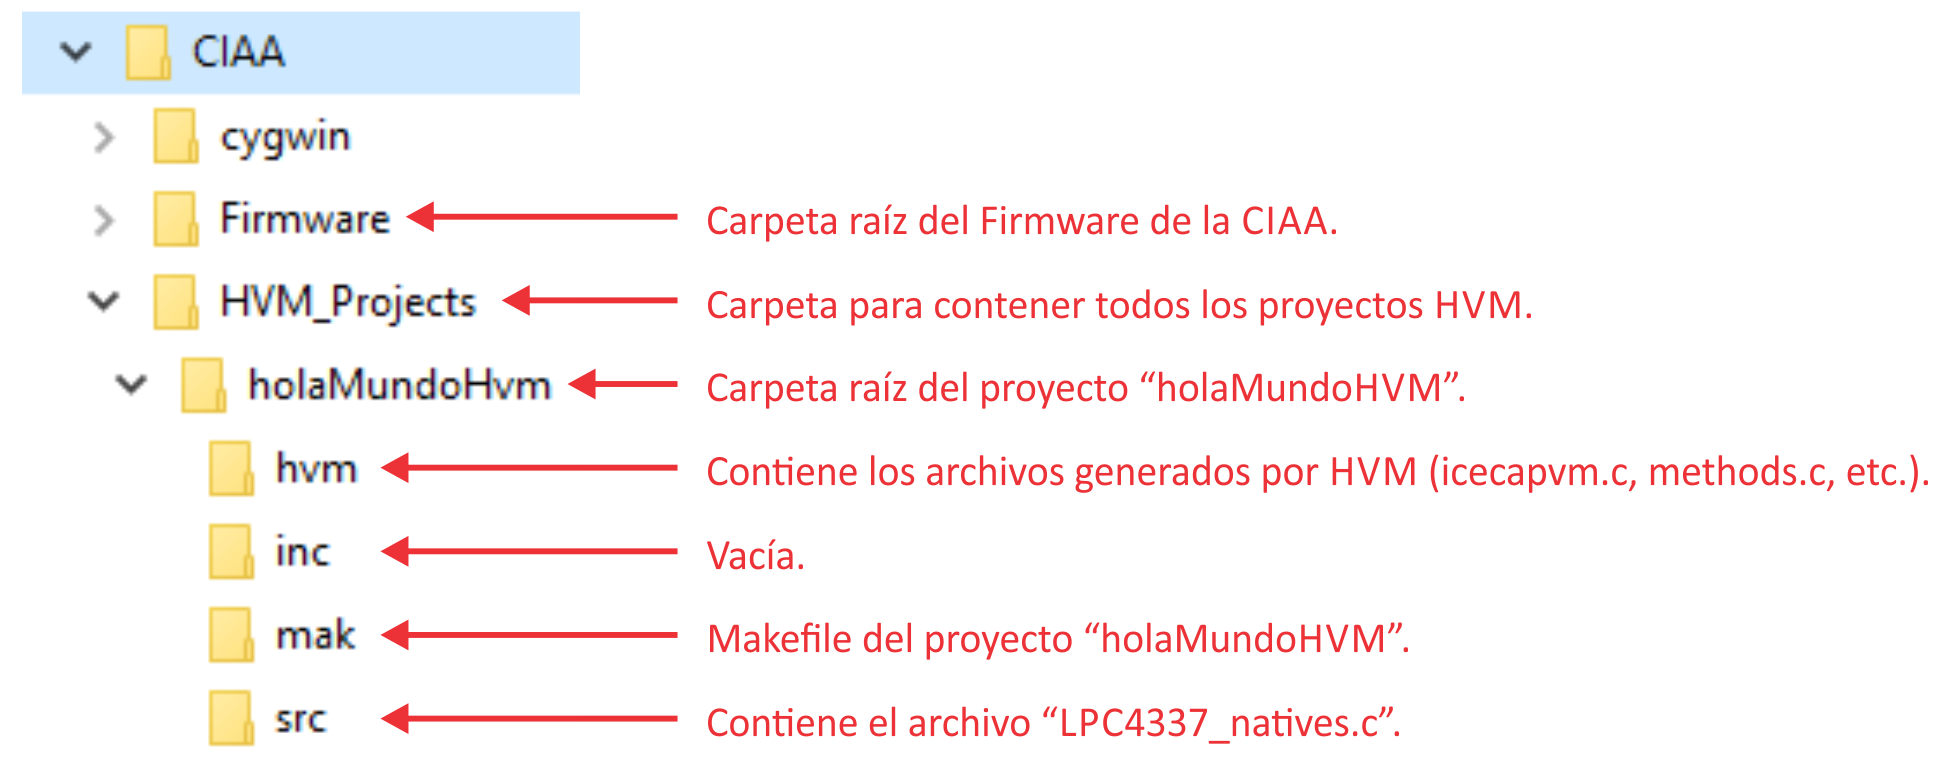 CIAA
cygwin
Firmware Carpeta raíz del Firmware de la CIAA.
HVM_Projects Carpeta para contener todos los proyectos HVM.
holaMundoHvm Carpeta raíz del proyecto “holaMundoHVM”.
hvm Contiene los archivos generados por HVM (icecapvm.c, methods.c, etc.).
inc Vacía.
mak Makefile del proyecto “holaMundoHVM”.
src Contiene el archivo “LPC4337_natives.c”.